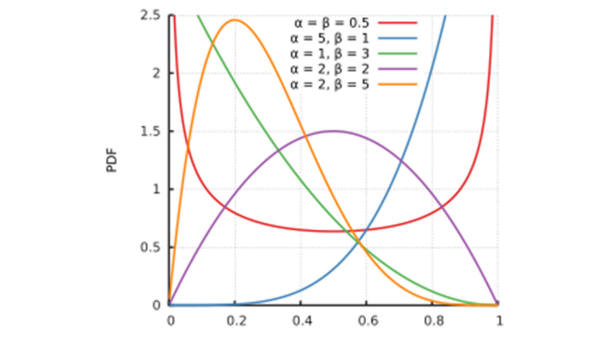 2.5
2
1.5
1
0.5
0
PDF
α = β = 0.5
α = 5, β = 1
α = 1, β = 3
α = 2, β = 2
α = 2, β = 5
0 0.2 0.4 0.6 0.8 1